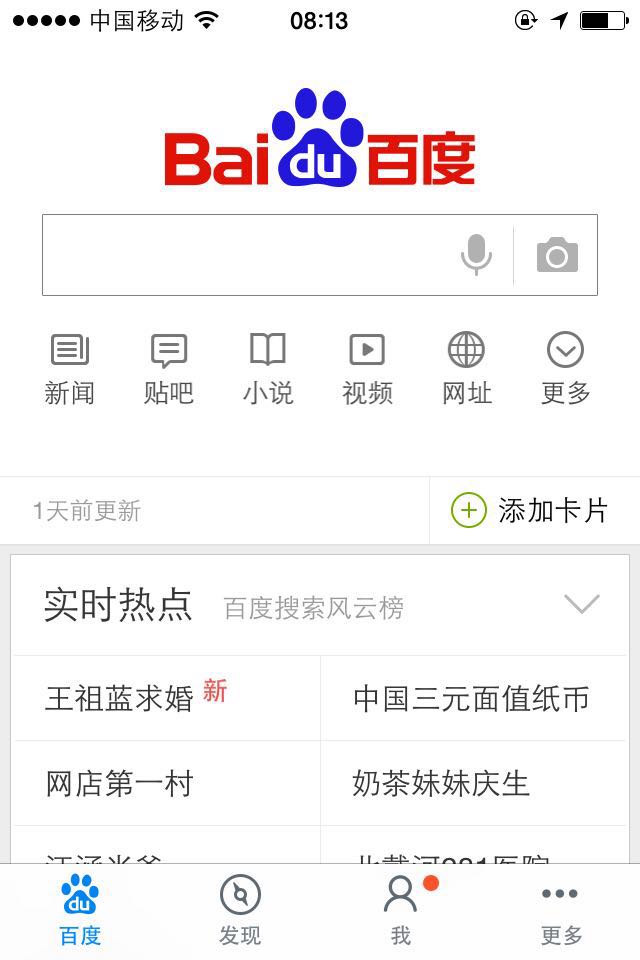 中国移动 08:13
Bai du 百度
新闻 贴吧 小说 视频 网址 更多
1天前更新 添加卡片
实时热点 百度搜索风云榜
王祖蓝求婚 新 中国三元面值纸币
网店第一村 奶茶妹妹庆生
du
百度 发现 我 更多